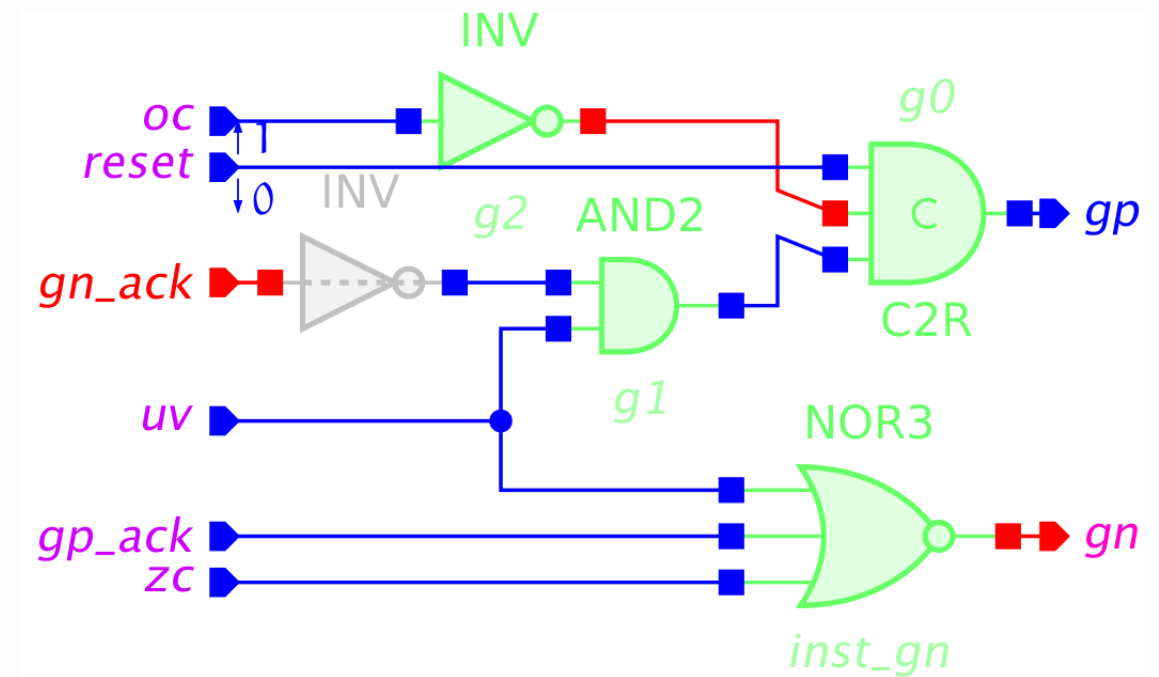 INV
g0
oc
1
reset
0
INV
g2
AND2
C
gp
gn_ack
C2R
g1
uv
NOR3
gp_ack
gn
zc
inst_gn